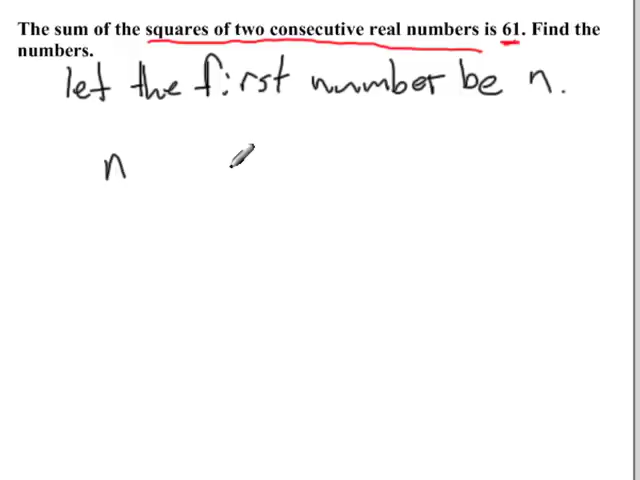 The sum of the squares of two consecutive real numbers is 61. Find the
numbers.
let the first number be n.
n